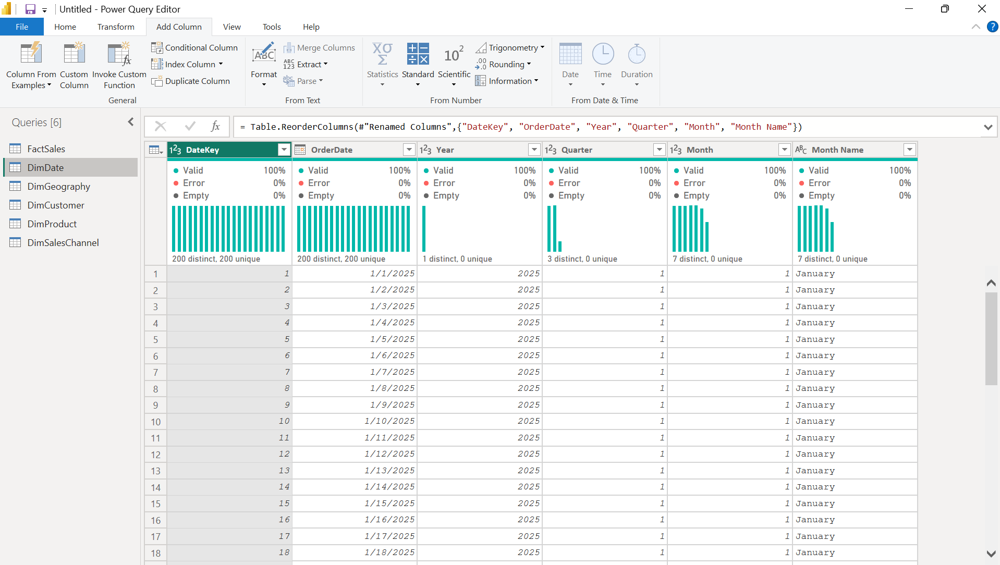 Untitled - Power Query Editor
File Home Transform Add Column View Tools Help ?
Column From Examples
Custom Column
Invoke Custom Function
Conditional Column
Index Column
Duplicate Column
General
ABC
Format
Merge Columns
ABC 123 Extract
abc Parse
From Text
Statistics
Standard
10² Scientific
Trigonometry
.00 .0 Rounding
Information
From Number
Date
Time
Duration
From Date & Time
Queries [6]
FactSales
DimDate
DimGeography
DimCustomer
DimProduct
DimSalesChannel
fx = Table.ReorderColumns(#"Renamed Columns",{"DateKey", "OrderDate", "Year", "Quarter", "Month", "Month Name"})
123 DateKey OrderDate 123 Year 123 Quarter 123 Month ABC Month Name
Valid 100% Valid 100% Valid 100% Valid 100% Valid 100% Valid 100%
Error 0% Error 0% Error 0% Error 0% Error 0% Error 0%
Empty 0% Empty 0% Empty 0% Empty 0% Empty 0% Empty 0%
200 distinct, 200 unique 200 distinct, 200 unique 1 distinct, 0 unique 3 distinct, 0 unique 7 distinct, 0 unique 7 distinct, 0 unique
1 1 1/1/2025 2025 1 1 January
2 2 1/2/2025 2025 1 1 January
3 3 1/3/2025 2025 1 1 January
4 4 1/4/2025 2025 1 1 January
5 5 1/5/2025 2025 1 1 January
6 6 1/6/2025 2025 1 1 January
7 7 1/7/2025 2025 1 1 January
8 8 1/8/2025 2025 1 1 January
9 9 1/9/2025 2025 1 1 January
10 10 1/10/2025 2025 1 1 January
11 11 1/11/2025 2025 1 1 January
12 12 1/12/2025 2025 1 1 January
13 13 1/13/2025 2025 1 1 January
14 14 1/14/2025 2025 1 1 January
15 15 1/15/2025 2025 1 1 January
16 16 1/16/2025 2025 1 1 January
17 17 1/17/2025 2025 1 1 January
18 18 1/18/2025 2025 1 1 January